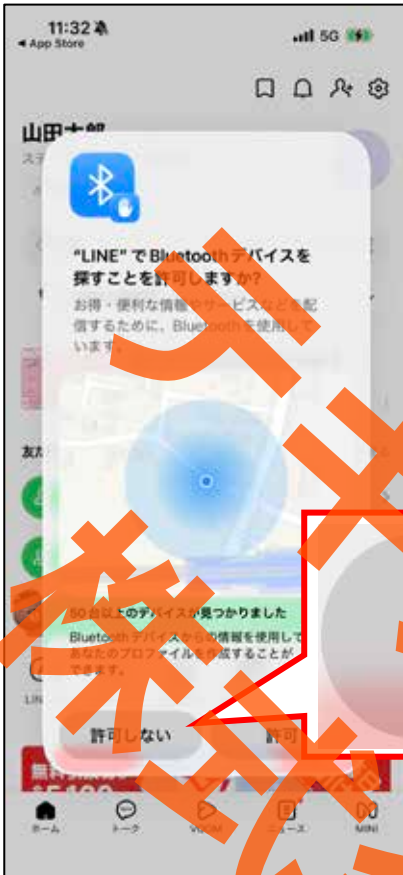 11:32
◀ App Store
5G
山田太郎
"LINE" でBluetoothデバイスを
探すことを許可しますか?
お得・便利な情報やサービスなどを配
信するために、Bluetoothを使用して
います。
50台以上のデバイスが見つかりました
Bluetoothデバイスからの情報を使用して
あなたのプロファイルを作成することが
できます。
許可しない
許可
ホーム
トーク
VOOM
ニュース
MINI
株式